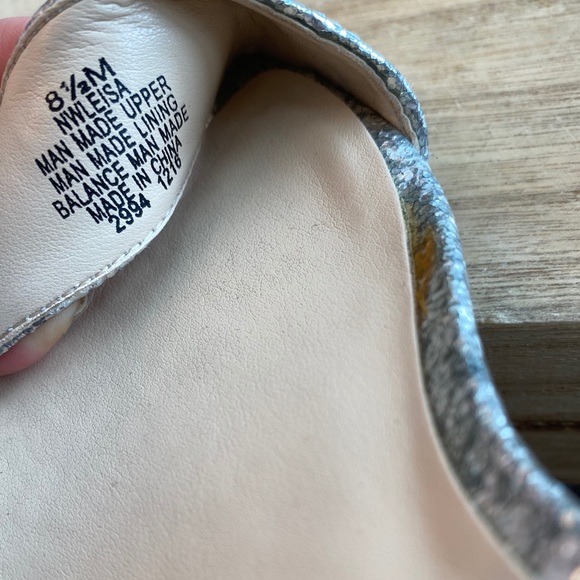 8½M
NWLEISA
MAN MADE UPPER
MAN MADE LINING
BALANCE MAN MADE
MADE IN CHINA
2994 1216